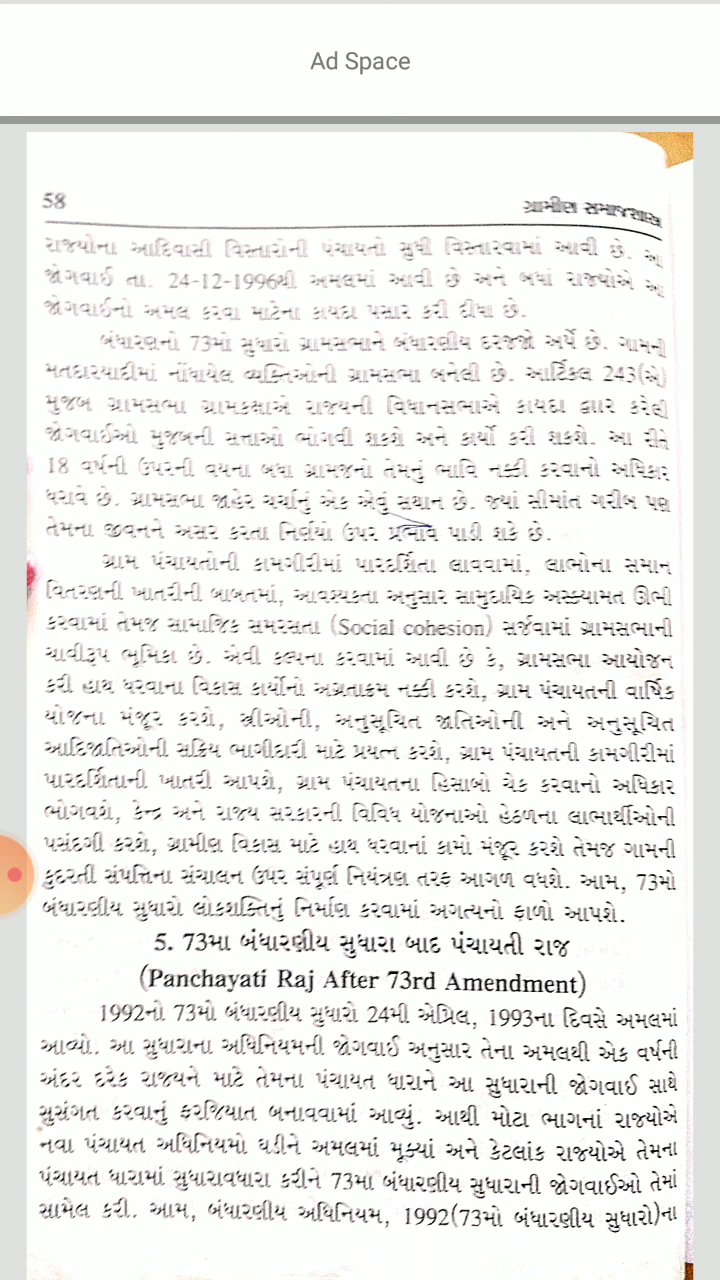 Ad Space
58
ગ્રામીણ સમાજશાસ્ત્ર
રાજ્યોના આદિવાસી વિસ્તારોની પંચાયતો સુધી વિસ્તારવામાં આવી છે. આ
જોગવાઈ તા. 24-12-1996થી અમલમાં આવી છે અને બધાં રાજ્યોએ આ
જોગવાઈનો અમલ કરવા માટેના કાયદા પસાર કરી દીધા છે.
બંધારણનો 73મો સુધારો ગ્રામસભાને બંધારણીય દરજ્જો અર્પે છે. ગામની
મતદારયાદીમાં નોંધાયેલ વ્યક્તિઓની ગ્રામસભા બનેલી છે. આર્ટિકલ 243(એ)
મુજબ ગ્રામસભા ગ્રામકક્ષાએ રાજ્યની વિધાનસભાએ કાયદા દ્વારા કરેલી
જોગવાઈઓ મુજબની સત્તાઓ ભોગવી શકશે અને કાર્યો કરી શકશે. આ રીતે
18 વર્ષની ઉપરની વયના બધા ગ્રામજનો તેમનું ભાવિ નક્કી કરવાનો અધિકાર
ધરાવે છે. ગ્રામસભા જાહેર ચર્ચાનું એક એવું સ્થાન છે. જ્યાં સીમાંત ગરીબ પણ
તેમના જીવનને અસર કરતા નિર્ણયો ઉપર પ્રભાવ પાડી શકે છે.
ગ્રામ પંચાયતોની કામગીરીમાં પારદર્શિતા લાવવામાં, લાભોના સમાન
વિતરણની ખાતરીની બાબતમાં, આવશ્યકતા અનુસાર સામુદાયિક અસ્ક્યામત ઊભી
કરવામાં તેમજ સામાજિક સમરસતા (Social cohesion) સર્જવામાં ગ્રામસભાની
ચાવીરૂપ ભૂમિકા છે. એવી કલ્પના કરવામાં આવી છે કે, ગ્રામસભા આયોજન
કરી હાથ ધરવાના વિકાસ કાર્યોનો અગ્રતાક્રમ નક્કી કરશે, ગ્રામ પંચાયતની વાર્ષિક
યોજના મંજૂર કરશે, સ્ત્રીઓની, અનુસૂચિત જાતિઓની અને અનુસૂચિત
આદિજાતિઓની સક્રિય ભાગીદારી માટે પ્રયત્ન કરશે, ગ્રામ પંચાયતની કામગીરીમાં
પારદર્શિતાની ખાતરી આપશે, ગ્રામ પંચાયતના હિસાબો ચેક કરવાનો અધિકાર
ભોગવશે, કેન્દ્ર અને રાજ્ય સરકારની વિવિધ યોજનાઓ હેઠળના લાભાર્થીઓની
પસંદગી કરશે, ગ્રામીણ વિકાસ માટે હાથ ધરવાનાં કામો મંજૂર કરશે તેમજ ગામની
કુદરતી સંપત્તિના સંચાલન ઉપર સંપૂર્ણ નિયંત્રણ તરફ આગળ વધશે. આમ, 73મો
બંધારણીય સુધારો લોકશક્તિનું નિર્માણ કરવામાં અગત્યનો ફાળો આપશે.
5. 73મા બંધારણીય સુધારા બાદ પંચાયતી રાજ
(Panchayati Raj After 73rd Amendment)
1992નો 73મો બંધારણીય સુધારો 24મી એપ્રિલ, 1993ના દિવસે અમલમાં
આવ્યો. આ સુધારાના અધિનિયમની જોગવાઈ અનુસાર તેના અમલથી એક વર્ષની
અંદર દરેક રાજ્યને માટે તેમના પંચાયત ધારાને આ સુધારાની જોગવાઈ સાથે
સુસંગત કરવાનું ફરજિયાત બનાવવામાં આવ્યું. આથી મોટા ભાગનાં રાજ્યોએ
નવા પંચાયત અધિનિયમો ઘડીને અમલમાં મૂક્યાં અને કેટલાંક રાજ્યોએ તેમના
પંચાયત ધારામાં સુધારાવધારા કરીને 73મા બંધારણીય સુધારાની જોગવાઈઓ તેમાં
સામેલ કરી. આમ, બંધારણીય અધિનિયમ, 1992(73મો બંધારણીય સુધારો)ના